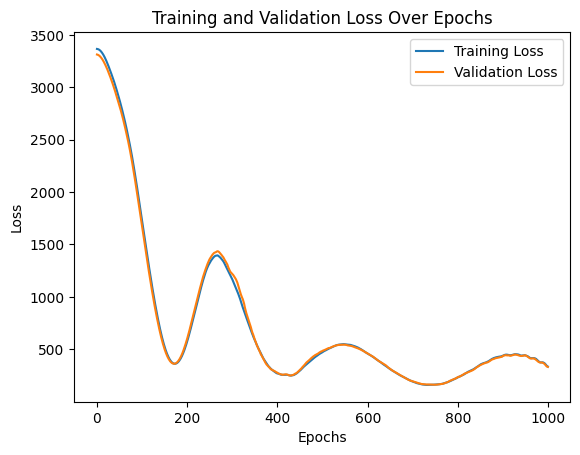 Training and Validation Loss Over Epochs
Training Loss
Validation Loss
Loss
3500
3000
2500
2000
1500
1000
500
0
200
400
600
800
1000
Epochs